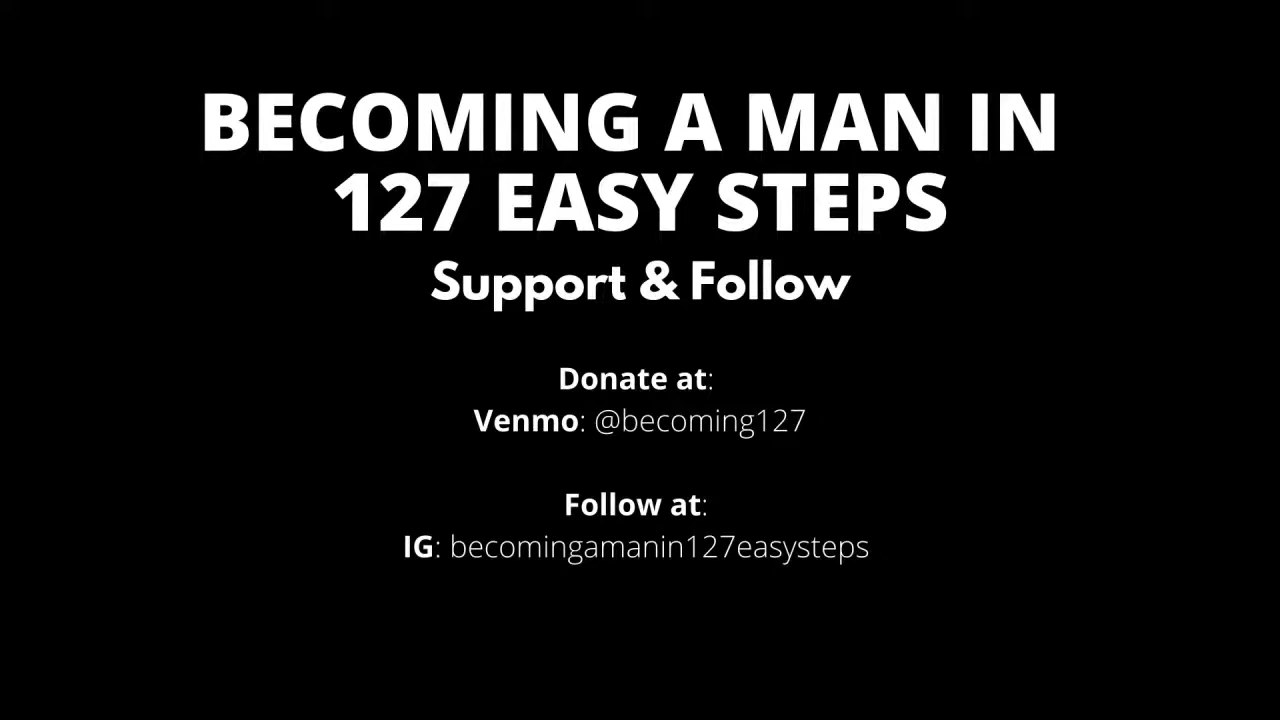 BECOMING A MAN IN
127 EASY STEPS
Support & Follow
Donate at:
Venmo: @becoming127
Follow at:
IG: becomingamanin127easysteps